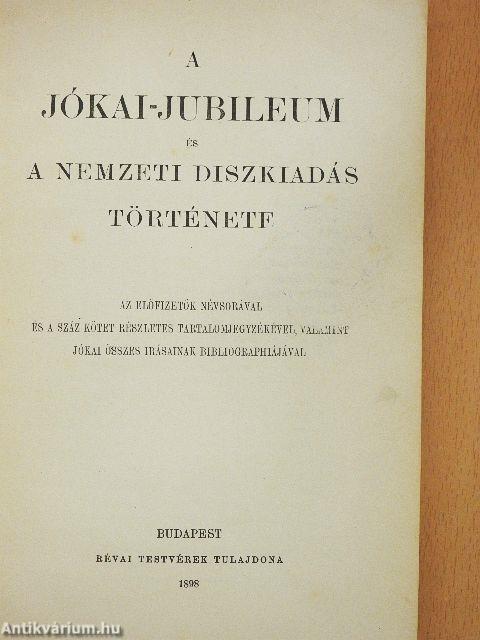 A
JÓKAI-JUBILEUM
ÉS
A NEMZETI DISZKIADÁS
TÖRTÉNETE
AZ ELŐFIZETŐK NÉVSORÁVAL
ÉS A SZÁZ KÖTET RÉSZLETES TARTALOMJEGYZÉKÉVEL, VALAMINT
JÓKAI ÖSSZES IRÁSAINAK BIBLIOGRAPHIÁJÁVAL
BUDAPEST
RÉVAI TESTVÉREK TULAJDONA
1898
Antikvárium.hu